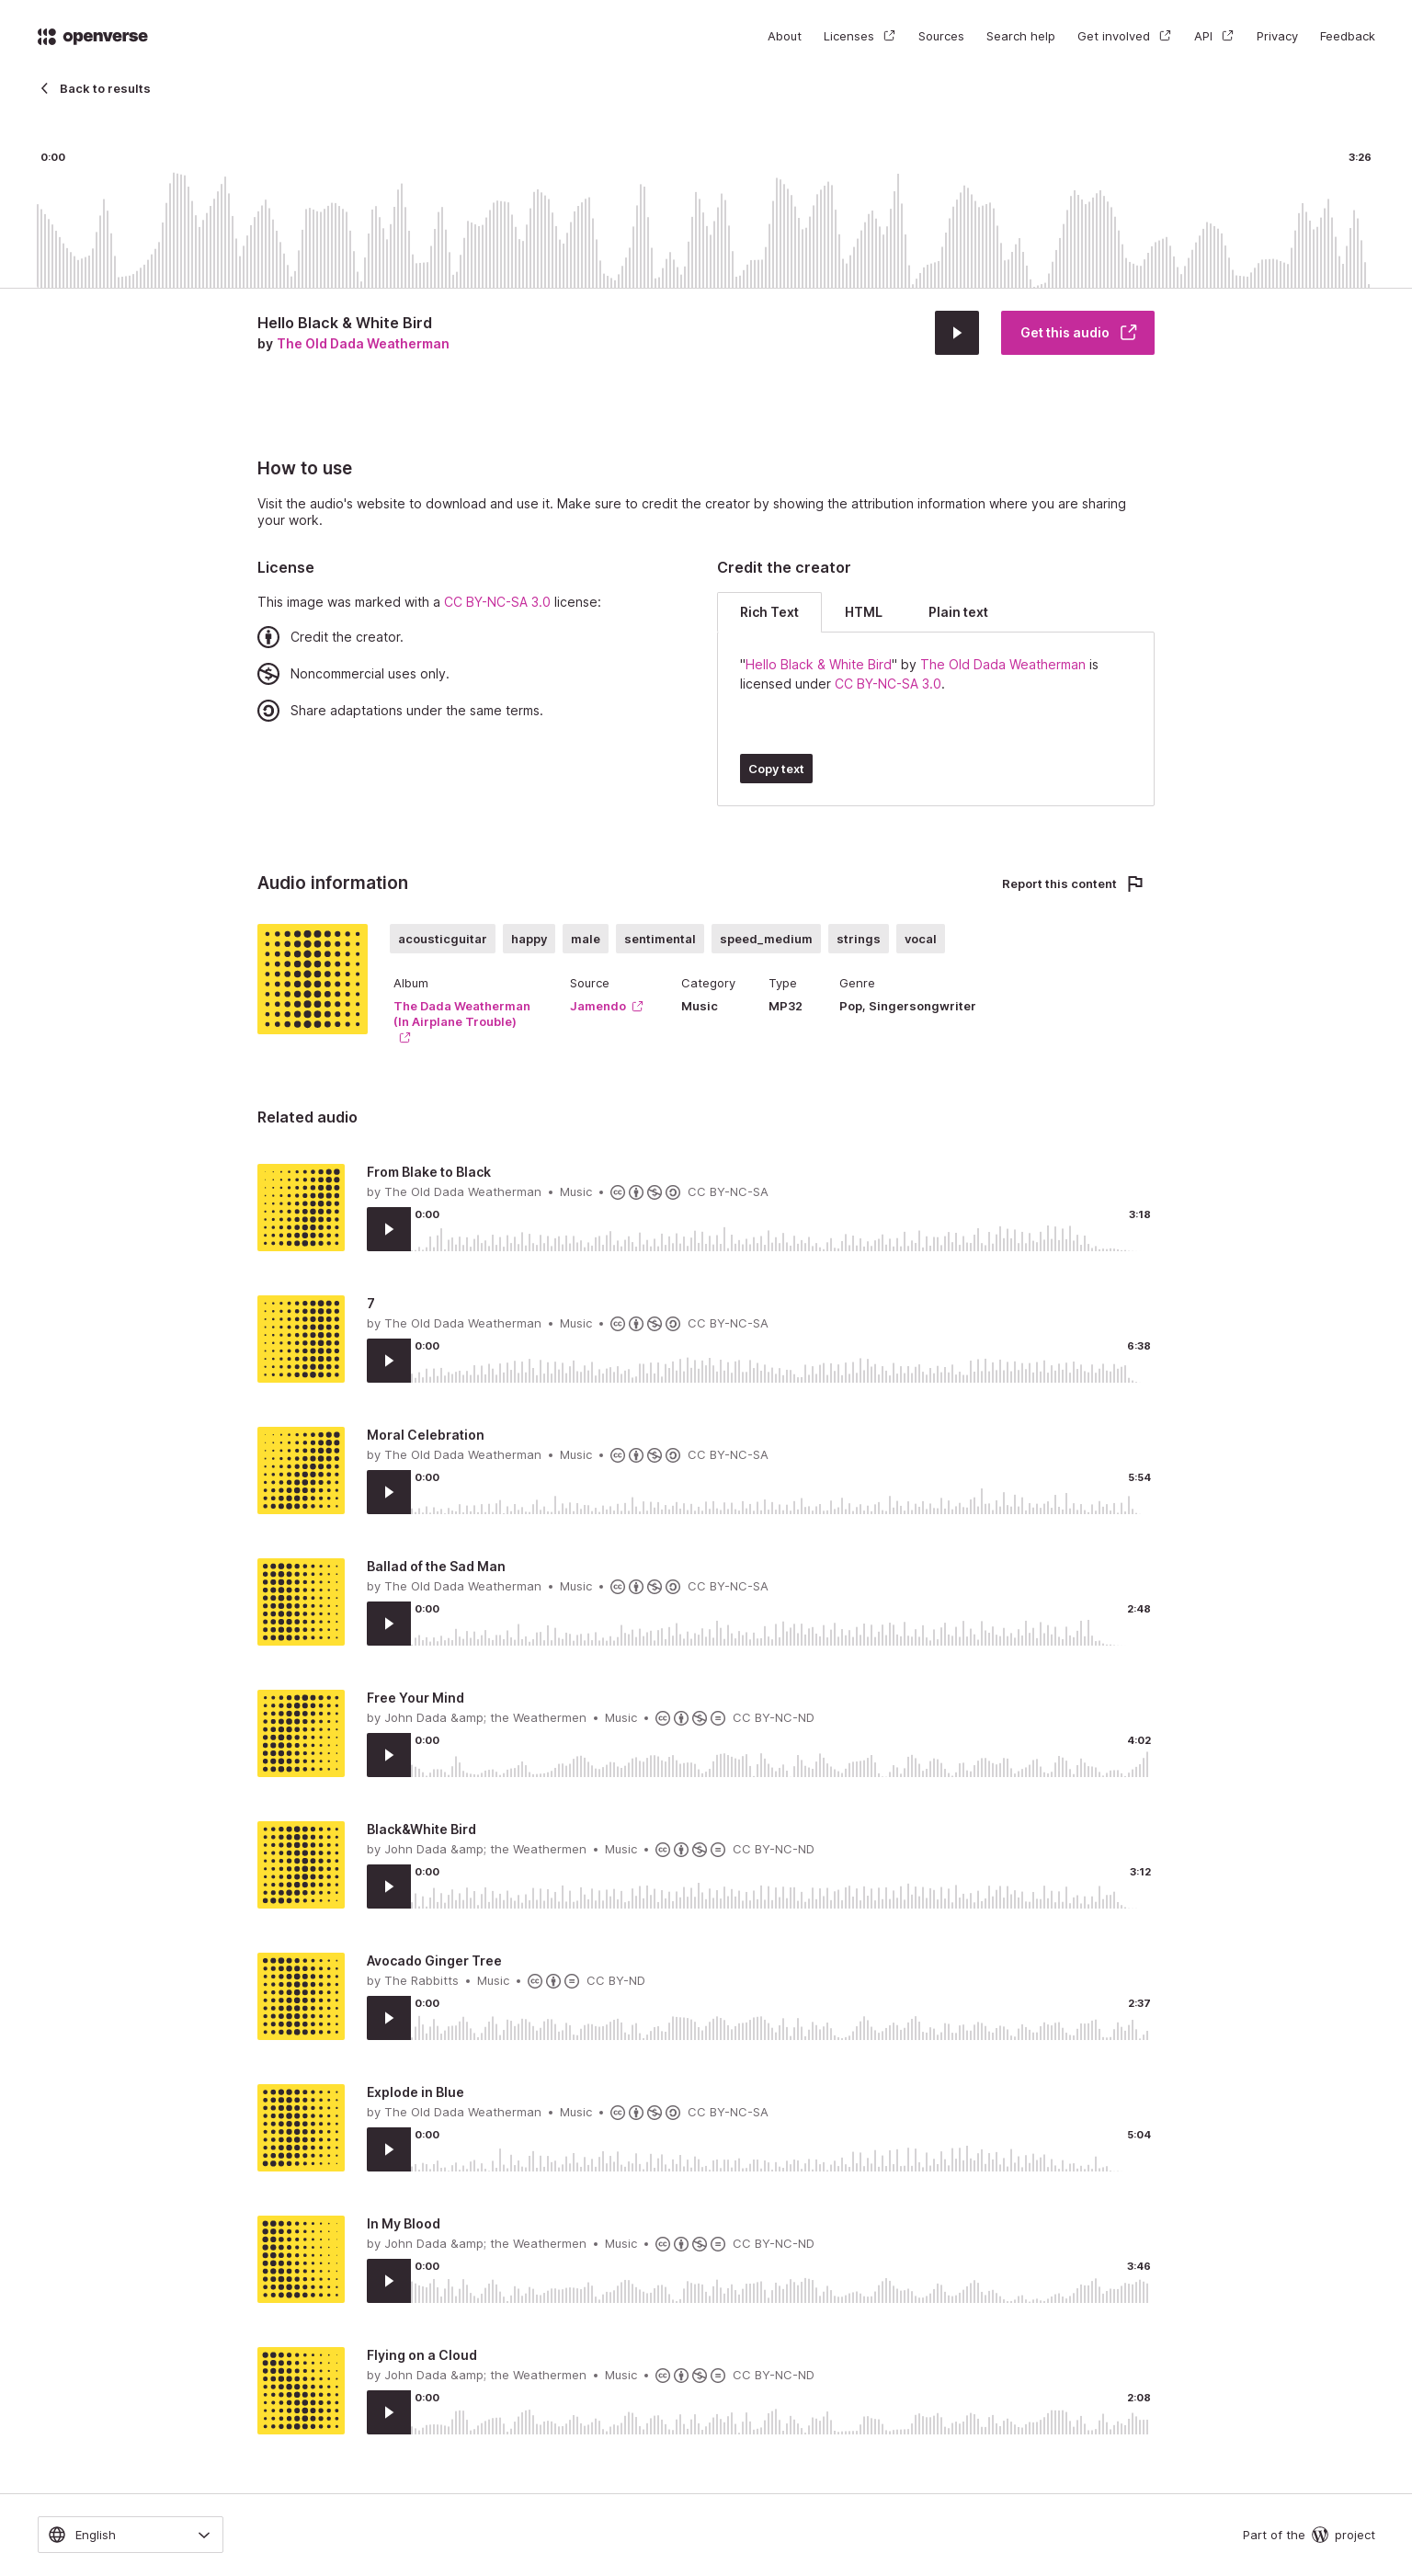 openverse
About Licenses Sources Search help Get involved API Privacy Feedback
Back to results
0:00 3:26
Hello Black & White Bird
by The Old Dada Weatherman
Get this audio
How to use
Visit the audio's website to download and use it. Make sure to credit the creator by showing the attribution information where you are sharing
your work.
License
This image was marked with a CC BY-NC-SA 3.0 license:
Credit the creator.
Noncommercial uses only.
Share adaptations under the same terms.
Credit the creator
Rich Text HTML Plain text
"Hello Black & White Bird" by The Old Dada Weatherman is
licensed under CC BY-NC-SA 3.0.
Copy text
Audio information
Report this content
acousticguitar happy male sentimental speed_medium strings vocal
Album Source Category Type Genre
The Dada Weatherman Jamendo Music MP32 Pop, Singersongwriter
(In Airplane Trouble)
Related audio
From Blake to Black
by The Old Dada Weatherman • Music • CC BY-NC-SA
0:00 3:18
7
by The Old Dada Weatherman • Music • CC BY-NC-SA
0:00 6:38
Moral Celebration
by The Old Dada Weatherman • Music • CC BY-NC-SA
0:00 5:54
Ballad of the Sad Man
by The Old Dada Weatherman • Music • CC BY-NC-SA
0:00 2:48
Free Your Mind
by John Dada &amp; the Weathermen • Music • CC BY-NC-ND
0:00 4:02
Black&White Bird
by John Dada &amp; the Weathermen • Music • CC BY-NC-ND
0:00 3:12
Avocado Ginger Tree
by The Rabbitts • Music • CC BY-ND
0:00 2:37
Explode in Blue
by The Old Dada Weatherman • Music • CC BY-NC-SA
0:00 5:04
In My Blood
by John Dada &amp; the Weathermen • Music • CC BY-NC-ND
0:00 3:46
Flying on a Cloud
by John Dada &amp; the Weathermen • Music • CC BY-NC-ND
0:00 2:08
English
Part of the project